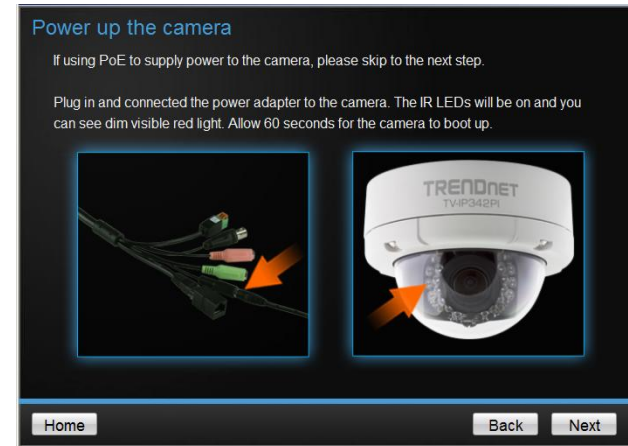 Power up the camera
If using PoE to supply power to the camera, please skip to the next step.
Plug in and connected the power adapter to the camera. The IR LEDs will be on and you
can see dim visible red light. Allow 60 seconds for the camera to boot up.
TRENDNET
TV-IP342PI
Home
Back
Next